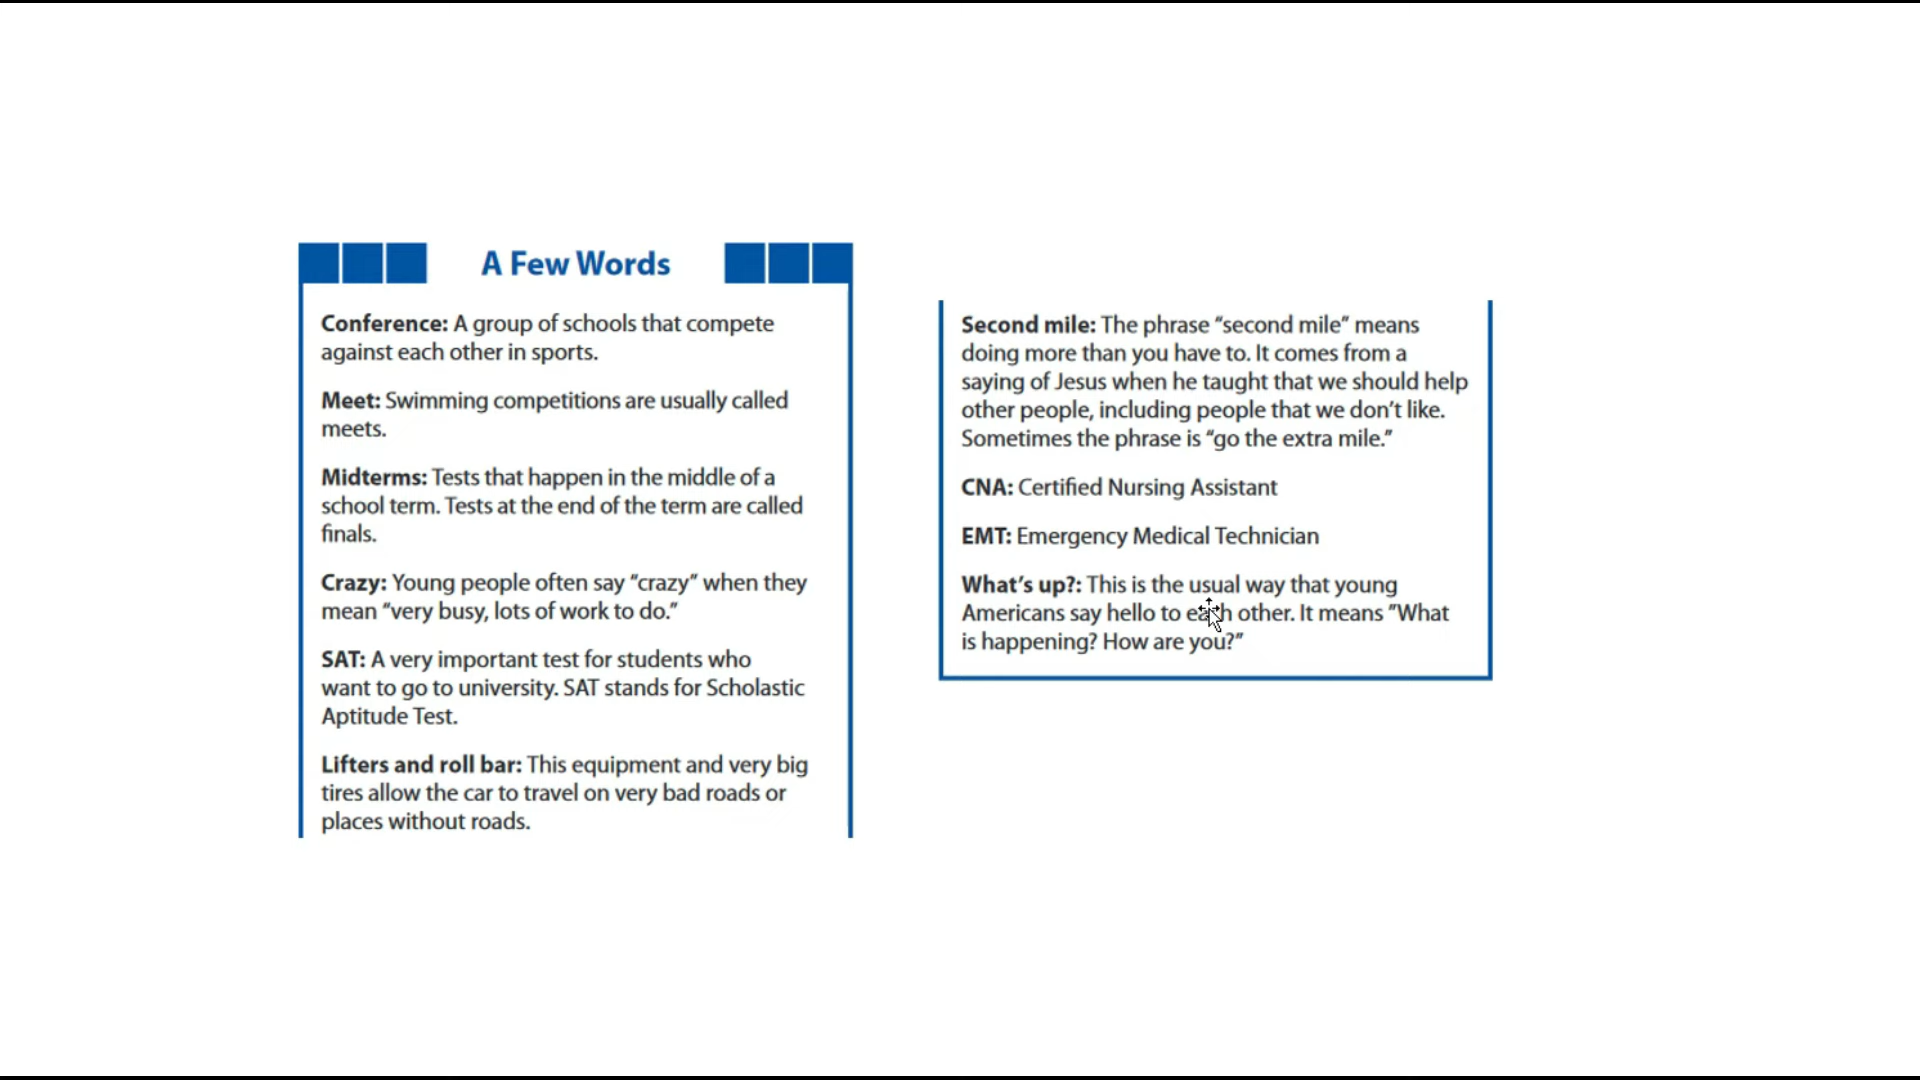 A Few Words
Conference: A group of schools that compete
against each other in sports.
Meet: Swimming competitions are usually called
meets.
Midterms: Tests that happen in the middle of a
school term. Tests at the end of the term are called
finals.
Crazy: Young people often say “crazy” when they
mean “very busy, lots of work to do.”
SAT: A very important test for students who
want to go to university. SAT stands for Scholastic
Aptitude Test.
Lifters and roll bar: This equipment and very big
tires allow the car to travel on very bad roads or
places without roads.
Second mile: The phrase “second mile” means
doing more than you have to. It comes from a
saying of Jesus when he taught that we should help
other people, including people that we don’t like.
Sometimes the phrase is “go the extra mile.”
CNA: Certified Nursing Assistant
EMT: Emergency Medical Technician
What’s up?: This is the usual way that young
Americans say hello to each other. It means “What
is happening? How are you?”